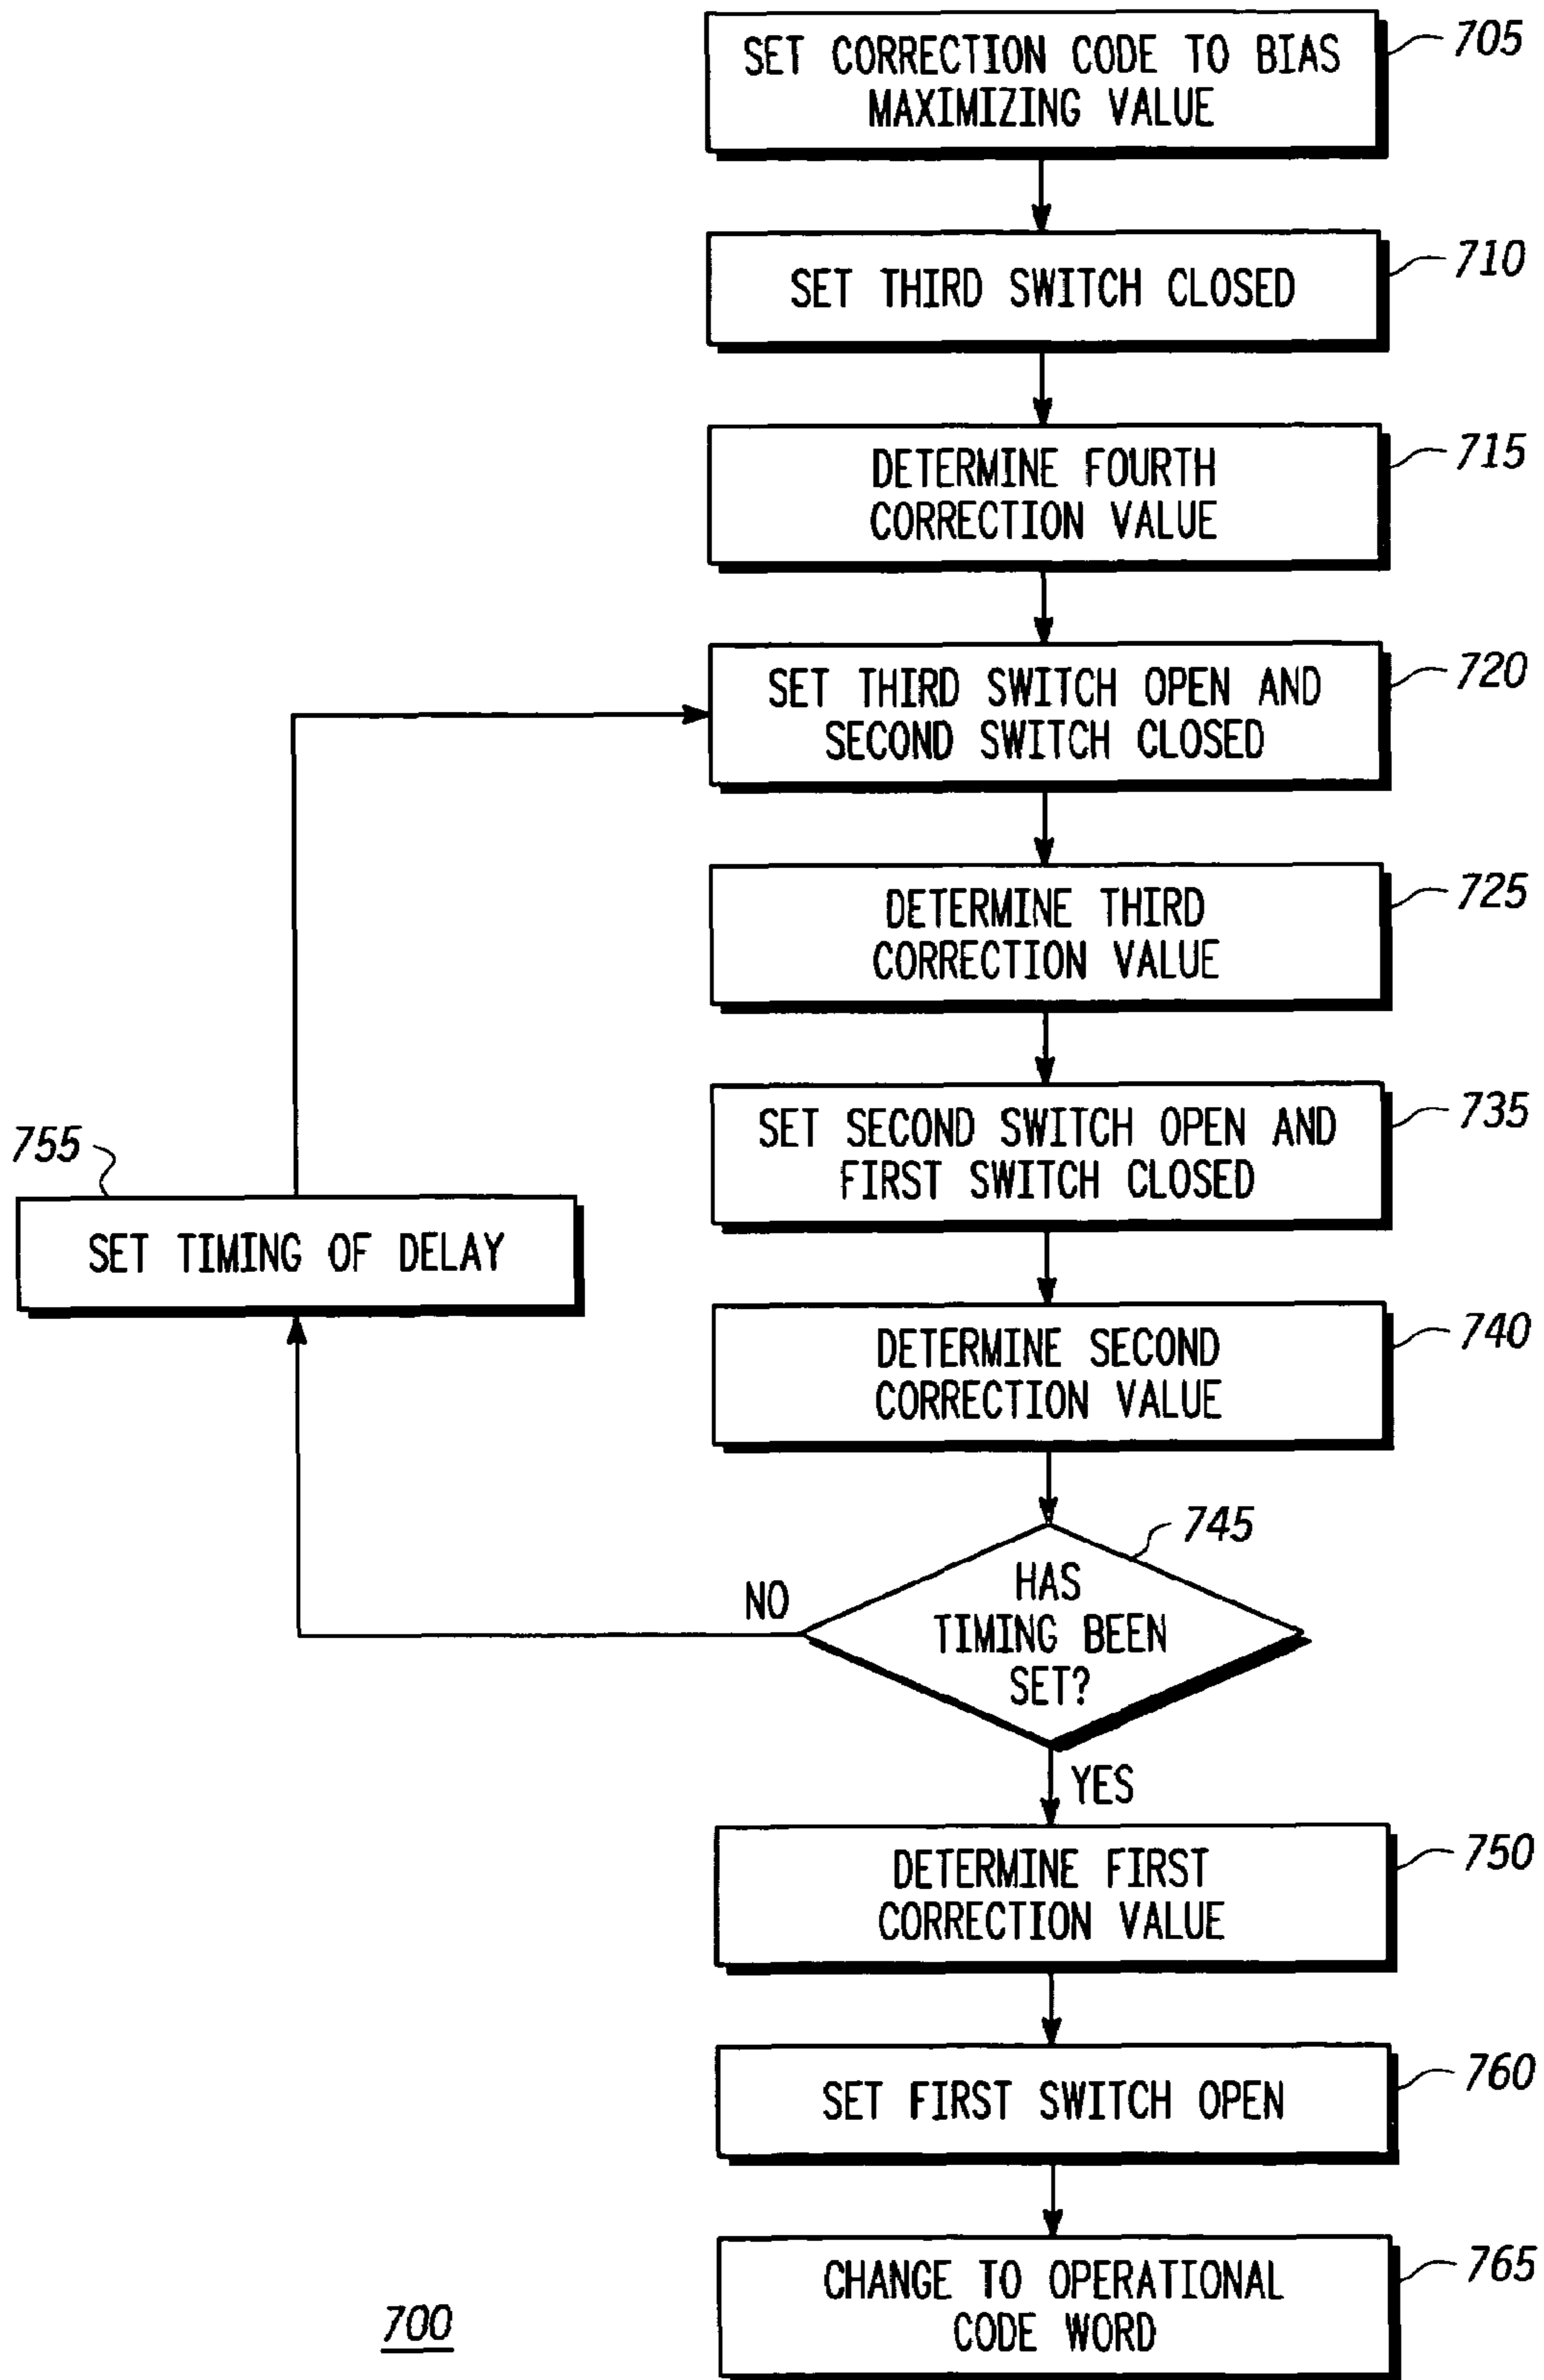 SET CORRECTION CODE TO BIAS
MAXIMIZING VALUE
705
SET THIRD SWITCH CLOSED
710
DETERMINE FOURTH
CORRECTION VALUE
715
SET THIRD SWITCH OPEN AND
SECOND SWITCH CLOSED
720
DETERMINE THIRD
CORRECTION VALUE
725
SET SECOND SWITCH OPEN AND
FIRST SWITCH CLOSED
735
755
SET TIMING OF DELAY
DETERMINE SECOND
CORRECTION VALUE
740
745
HAS
TIMING BEEN
SET?
NO
YES
DETERMINE FIRST
CORRECTION VALUE
750
SET FIRST SWITCH OPEN
760
CHANGE TO OPERATIONAL
CODE WORD
765
700